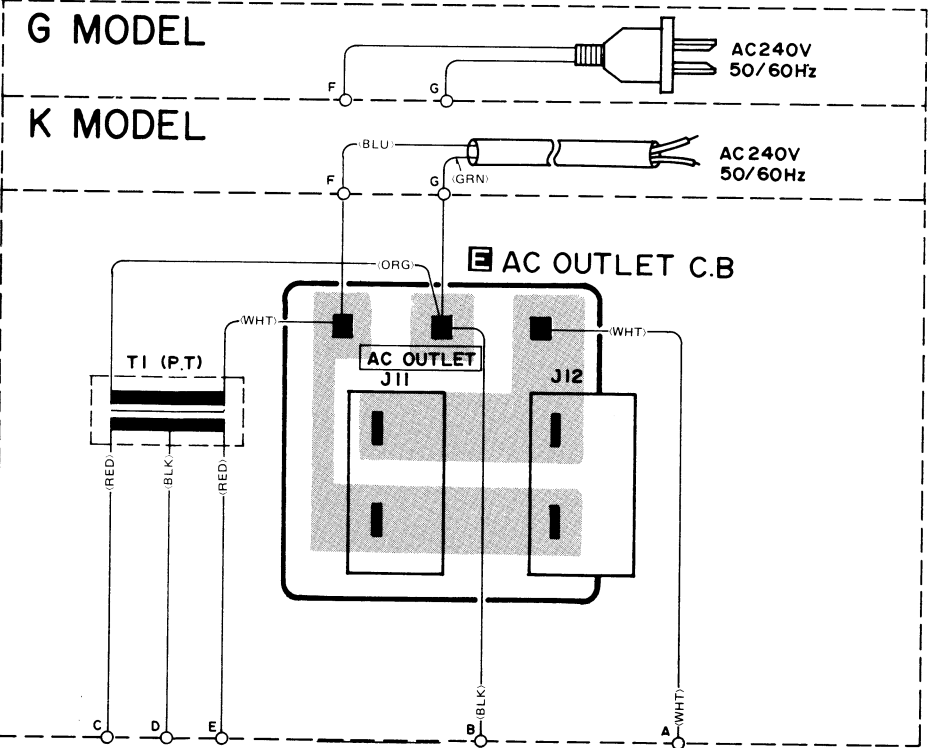 G MODEL
AC240V
50/60Hz
F
G
K MODEL
(BLU)
AC240V
50/60Hz
F
G
(GRN)
(ORG)
E AC OUTLET C.B
(WHT)
(WHT)
AC OUTLET
T1 (P.T)
J11
J12
(RED)
(BLK)
(RED)
(BLK)
(WHT)
C
D
E
B
A